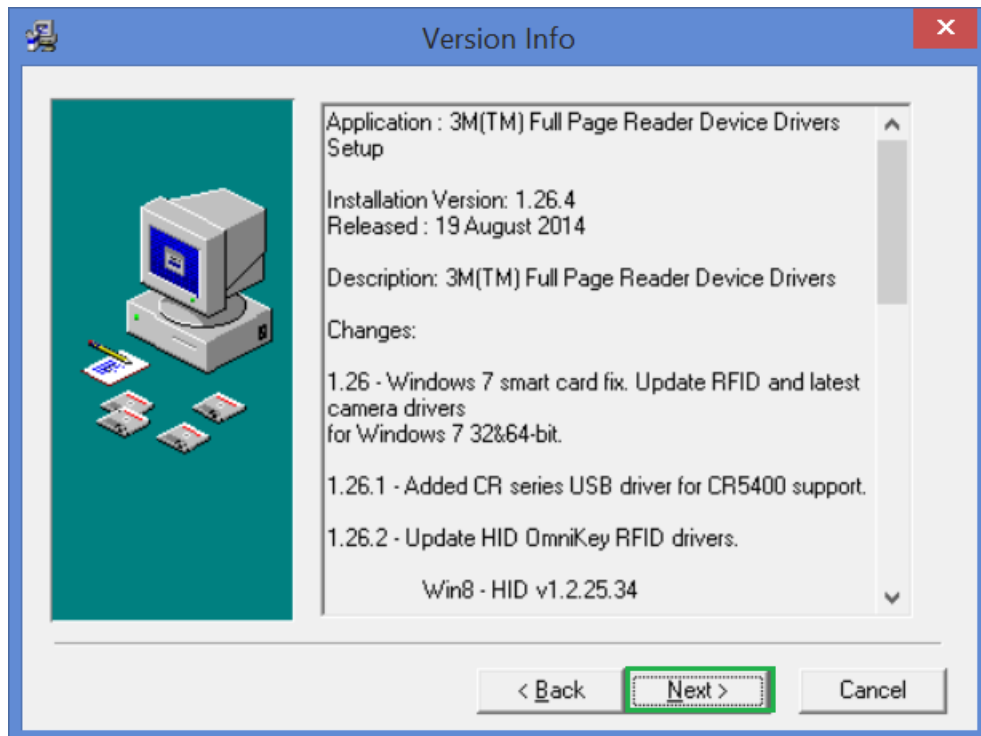 Version Info
Application : 3M(TM) Full Page Reader Device Drivers
Setup
Installation Version: 1.26.4
Released : 19 August 2014
Description: 3M(TM) Full Page Reader Device Drivers
Changes:
1.26 - Windows 7 smart card fix. Update RFID and latest
camera drivers
for Windows 7 32&64-bit.
1.26.1 - Added CR series USB driver for CR5400 support.
1.26.2 - Update HID OmniKey RFID drivers.
Win8 - HID v1.2.25.34
< Back
Next >
Cancel